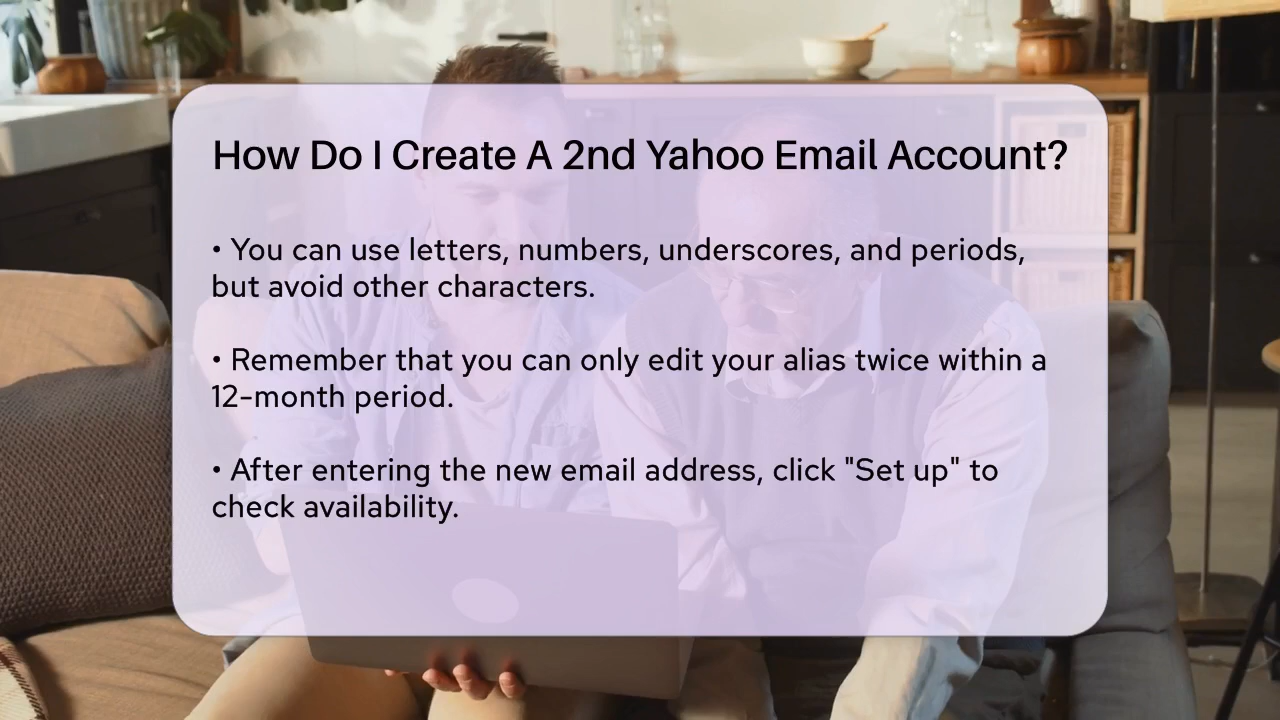 How Do I Create A 2nd Yahoo Email Account?
• You can use letters, numbers, underscores, and periods,
but avoid other characters.
• Remember that you can only edit your alias twice within a
12-month period.
• After entering the new email address, click "Set up" to
check availability.